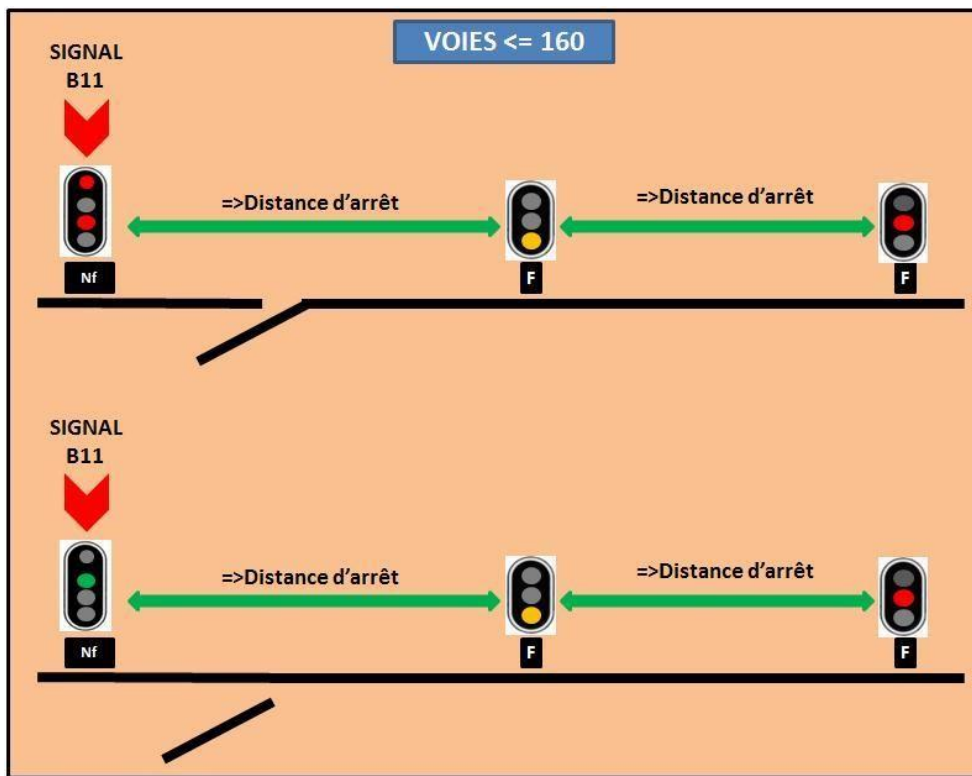 VOIES <= 160
SIGNAL
B11
=>Distance d'arrêt
=>Distance d'arrêt
Nf
F
F
SIGNAL
B11
=>Distance d'arrêt
=>Distance d'arrêt
Nf
F
F